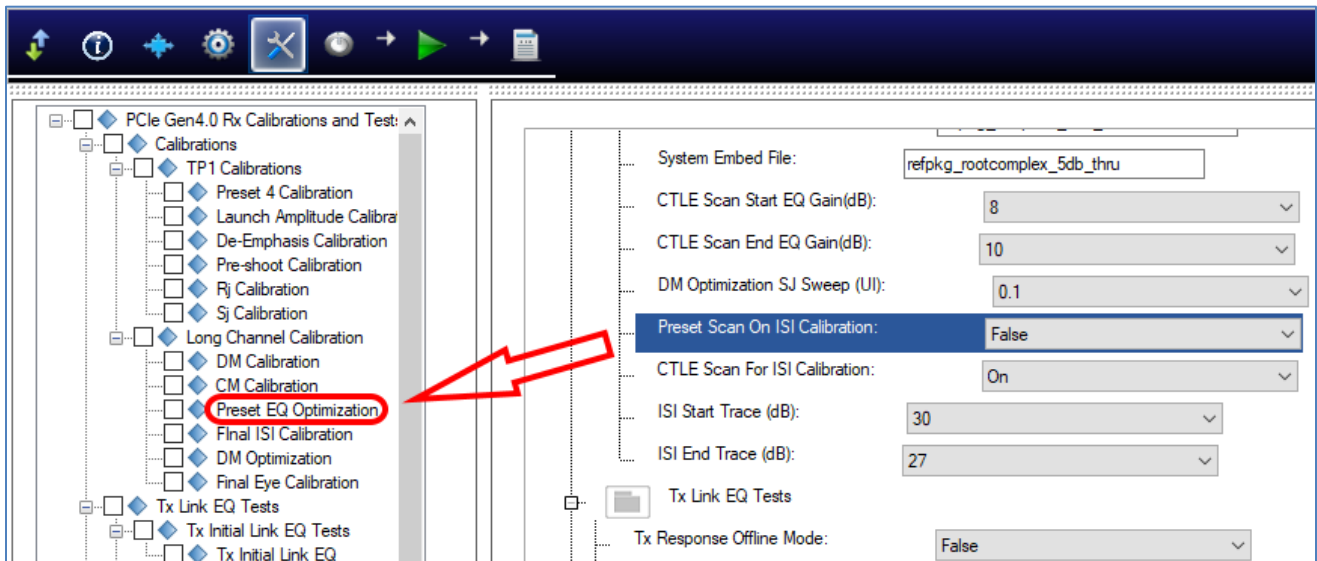 PCIe Gen4.0 Rx Calibrations and Test
Calibrations
TP1 Calibrations
Preset 4 Calibration
Launch Amplitude Calibra
De-Emphasis Calibration
Pre-shoot Calibration
Rj Calibration
Sj Calibration
Long Channel Calibration
DM Calibration
CM Calibration
Preset EQ Optimization
FInal ISI Calibration
DM Optimization
Final Eye Calibration
Tx Link EQ Tests
Tx Initial Link EQ Tests
Tx Initial Link EQ
System Embed File: refpkg_rootcomplex_5db_thru
CTLE Scan Start EQ Gain(dB): 8
CTLE Scan End EQ Gain(dB): 10
DM Optimization SJ Sweep (UI): 0.1
Preset Scan On ISI Calibration: False
CTLE Scan For ISI Calibration: On
ISI Start Trace (dB): 30
ISI End Trace (dB): 27
Tx Link EQ Tests
Tx Response Offline Mode: False